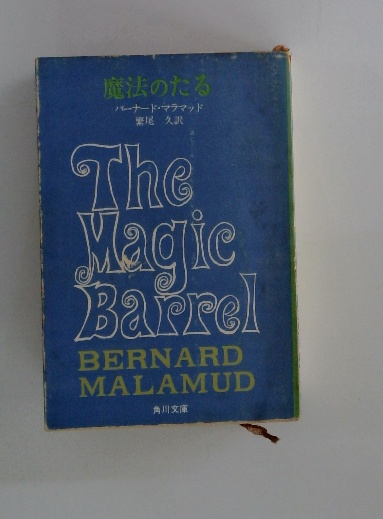 魔法のたる
バーナード・マラマッド
繁尾 久訳
The
Magic
Barrel
BERNARD
MALAMUD
角川文庫